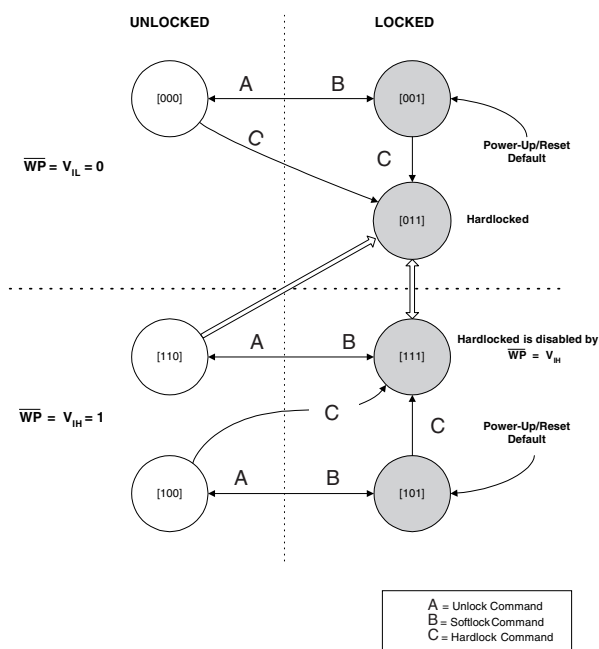 UNLOCKED LOCKED
A B
[000] [001]
C
C Power-Up/Reset
Default
WP = VIL = 0
[011] Hardlocked
[110] A B [111] Hardlocked is disabled by
WP = VIH
C
WP = VIH = 1
C Power-Up/Reset
Default
A B
[100] [101]
A = Unlock Command
B = Softlock Command
C = Hardlock Command